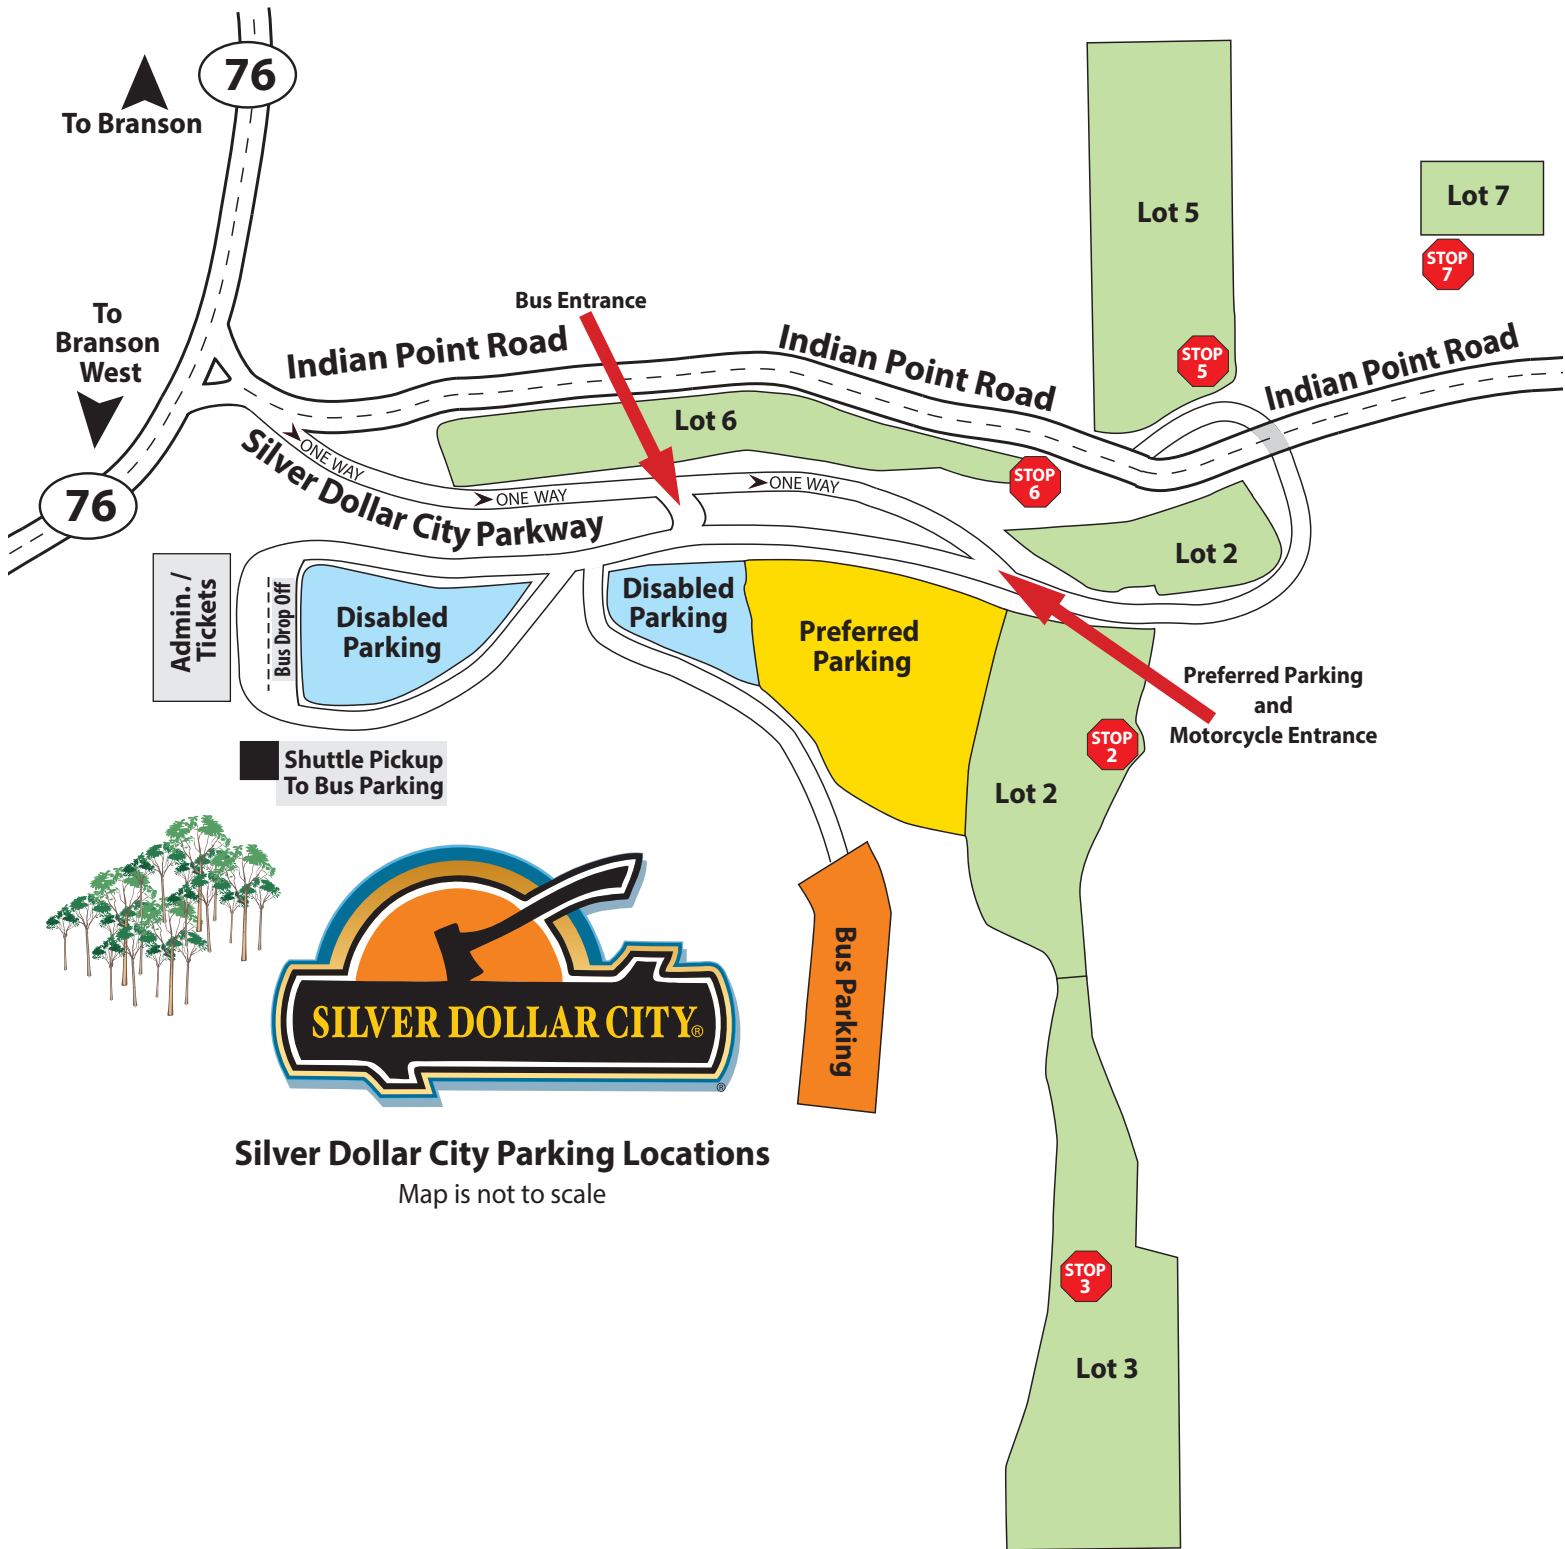 76
To Branson
Lot 5
Lot 7
STOP
7
To
Branson
West
Bus Entrance
Indian Point Road
Indian Point Road
Indian Point Road
STOP
5
Lot 6
ONE WAY
ONE WAY
ONE WAY
Silver Dollar City Parkway
STOP
6
76
Lot 2
Admin. /
Tickets
Bus Drop Off
Disabled
Parking
Disabled
Parking
Preferred
Parking
Preferred Parking
and
Motorcycle Entrance
STOP
2
Lot 2
Shuttle Pickup
To Bus Parking
Bus Parking
SILVER DOLLAR CITY®
®
Silver Dollar City Parking Locations
Map is not to scale
STOP
3
Lot 3